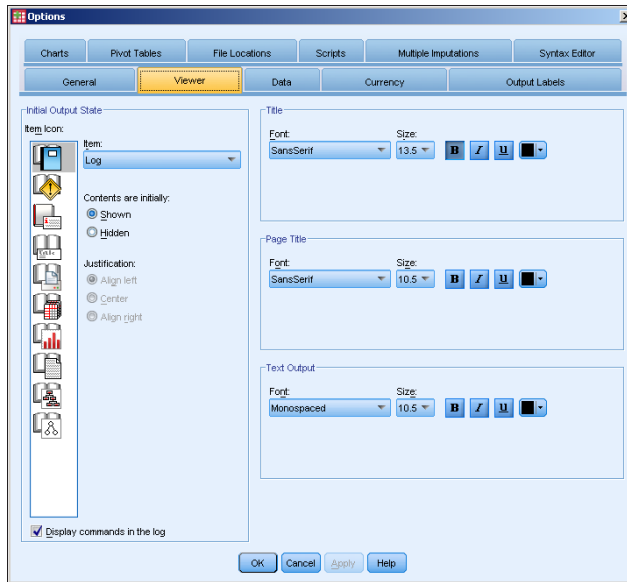 Options
Charts
Pivot Tables
File Locations
Scripts
Multiple Imputations
Syntax Editor
General
Viewer
Data
Currency
Output Labels
Initial Output State
Item Icon:
Item:
Log
Contents are initially:
Shown
Hidden
Justification:
Align left
Center
Align right
Display commands in the log
Title
Font:
Size:
SansSerif
13.5
B
I
U
Page Title
Font:
Size:
SansSerif
10.5
B
I
U
Text Output
Font:
Size:
Monospaced
10.5
B
I
U
OK
Cancel
Apply
Help